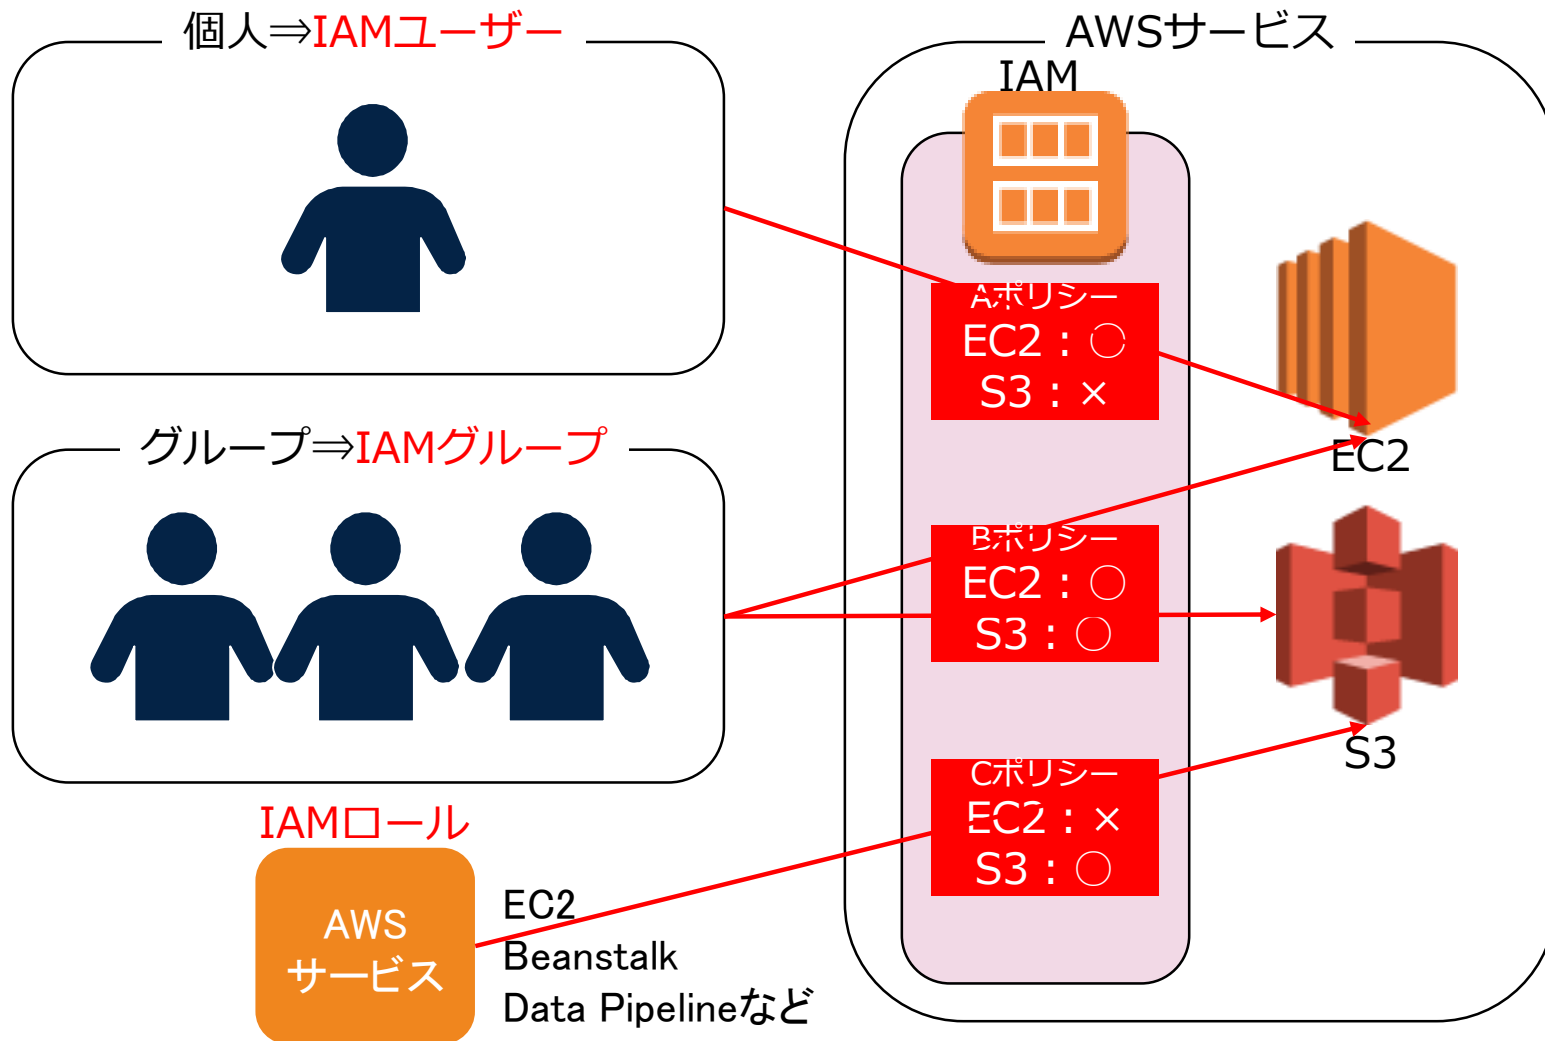 個人⇒IAMユーザー
AWSサービス
IAM
Aポリシー
EC2：○
S3：×
EC2
グループ⇒IAMグループ
Bポリシー
EC2：○
S3：○
S3
Cポリシー
EC2：×
S3：○
IAMロール
AWS
サービス
EC2
Beanstalk
Data Pipelineなど